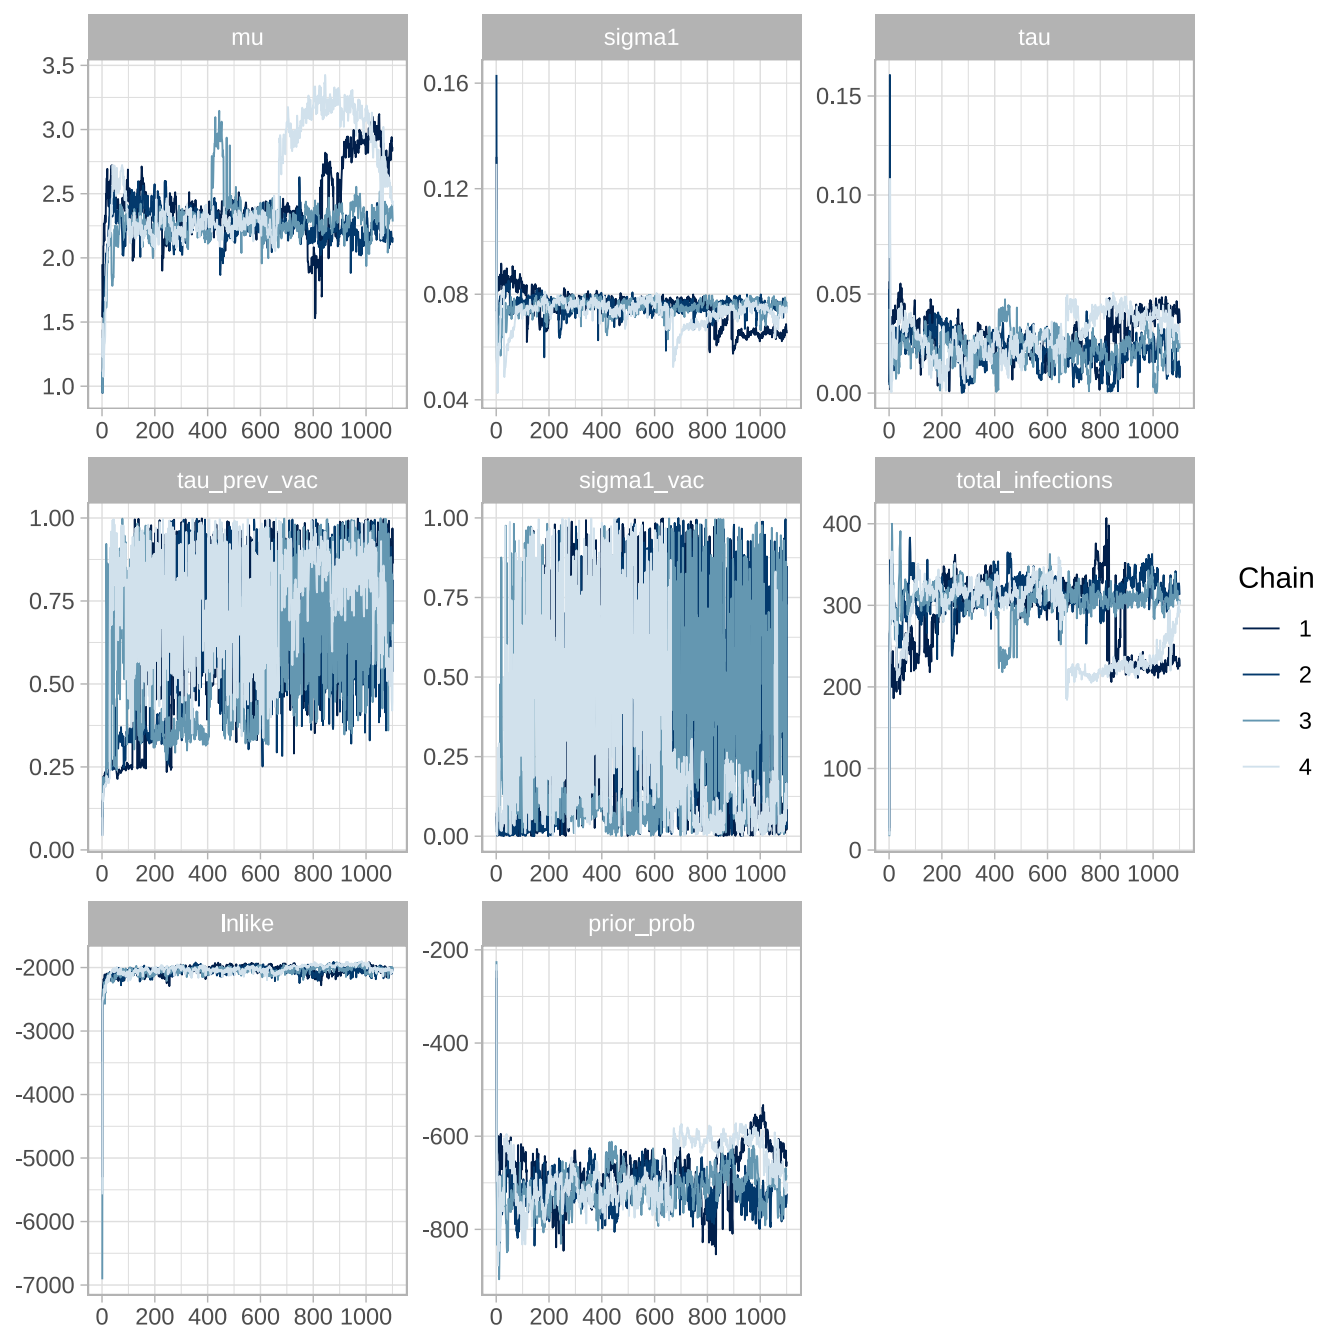 mu
sigma1
tau
3.5
3.0
2.5
2.0
1.5
1.0
0 200 400 600 800 1000
0.16
0.12
0.08
0.04
0 200 400 600 800 1000
0.15
0.10
0.05
0.00
0 200 400 600 800 1000
tau_prev_vac
sigma1_vac
total_infections
1.00
0.75
0.50
0.25
0.00
0 200 400 600 800 1000
1.00
0.75
0.50
0.25
0.00
0 200 400 600 800 1000
400
300
200
100
0
0 200 400 600 800 1000
Chain
1
2
3
4
lnlike
prior_prob
-2000
-3000
-4000
-5000
-6000
-7000
0 200 400 600 800 1000
-200
-400
-600
-800
0 200 400 600 800 1000